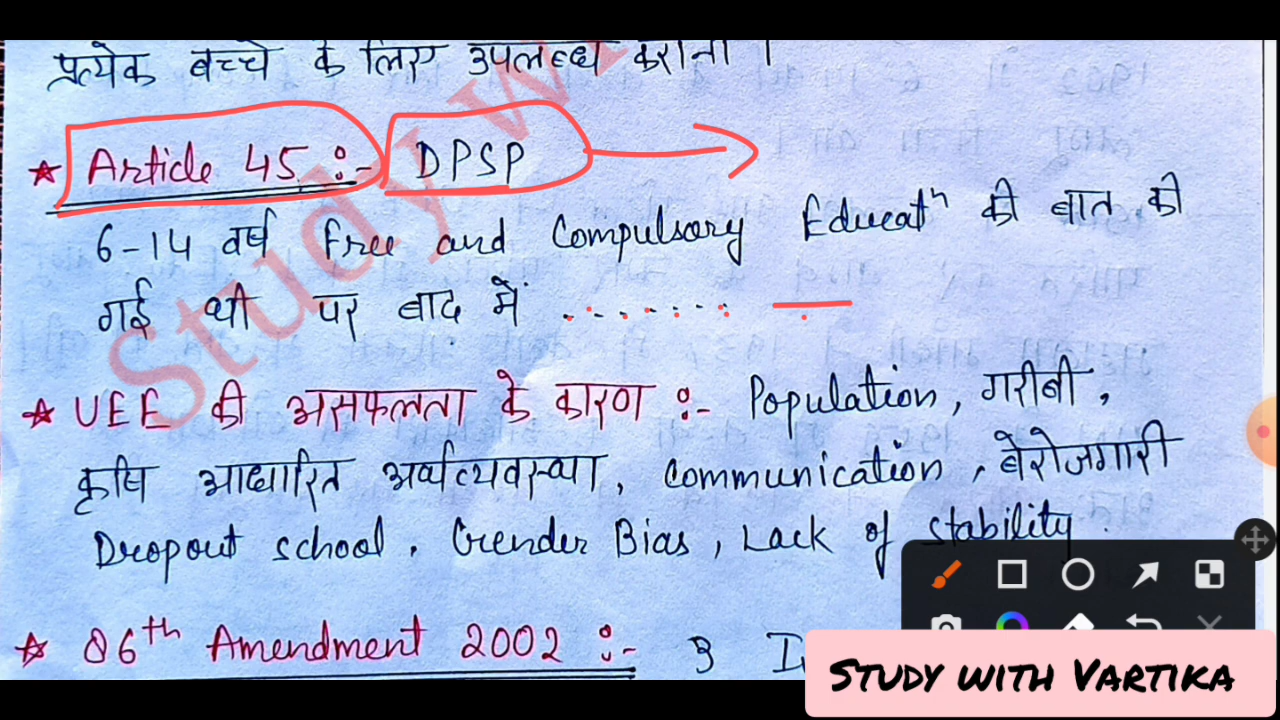 प्रत्येक बच्चे के लिए उपलब्ध कराना ।
★ Article 45 :- DPSP
6-14 वर्ष Free and Compulsory Educatⁿ की बात की
गई थी पर बाद में ........
★ UEE की असफलता के कारण :- Population, गरीबी,
कृषि आधारित अर्थव्यवस्था, Communication, बेरोजगारी
Dropout school, Gender Bias, Lack of stability
★ 86th Amendment 2002 :- 3
Study w
STUDY WITH VARTIKA